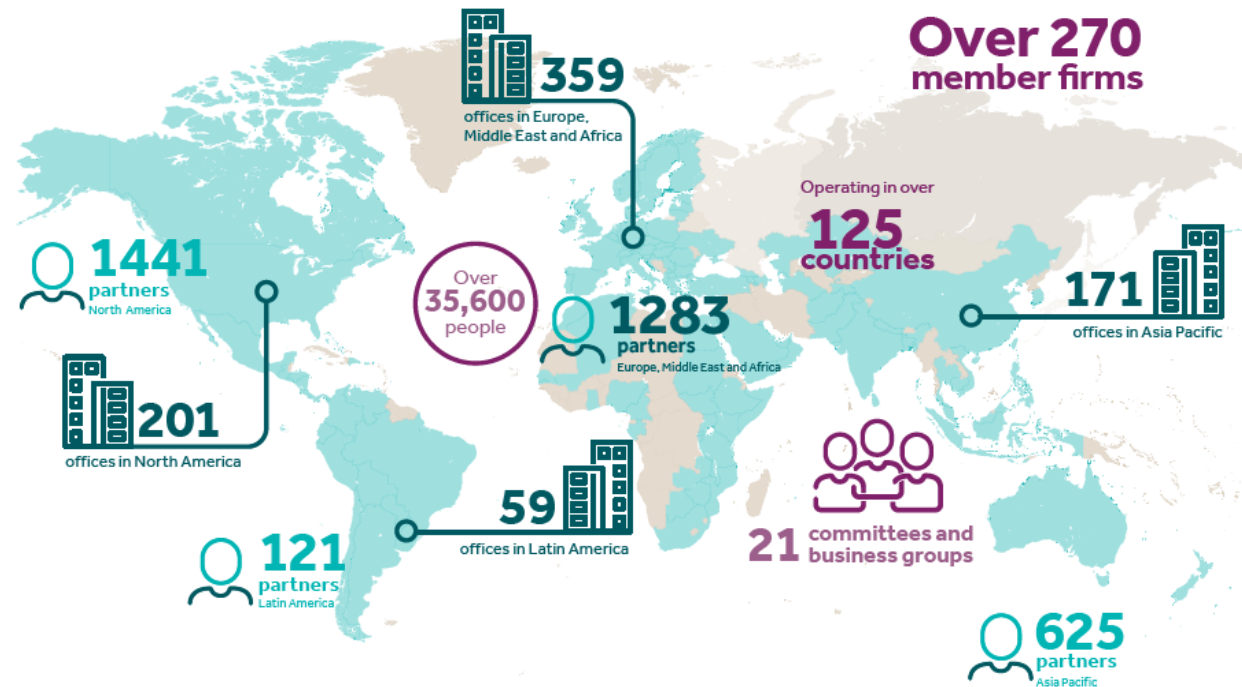 Over 270
member firms
359
offices in Europe,
Middle East and Africa
Operating in over
125
countries
1441
partners
North America
Over
35,600
people
1283
partners
Europe, Middle East and Africa
171
offices in Asia Pacific
201
offices in North America
59
offices in Latin America
21
committees and
business groups
121
partners
Latin America
625
partners
Asia Pacific